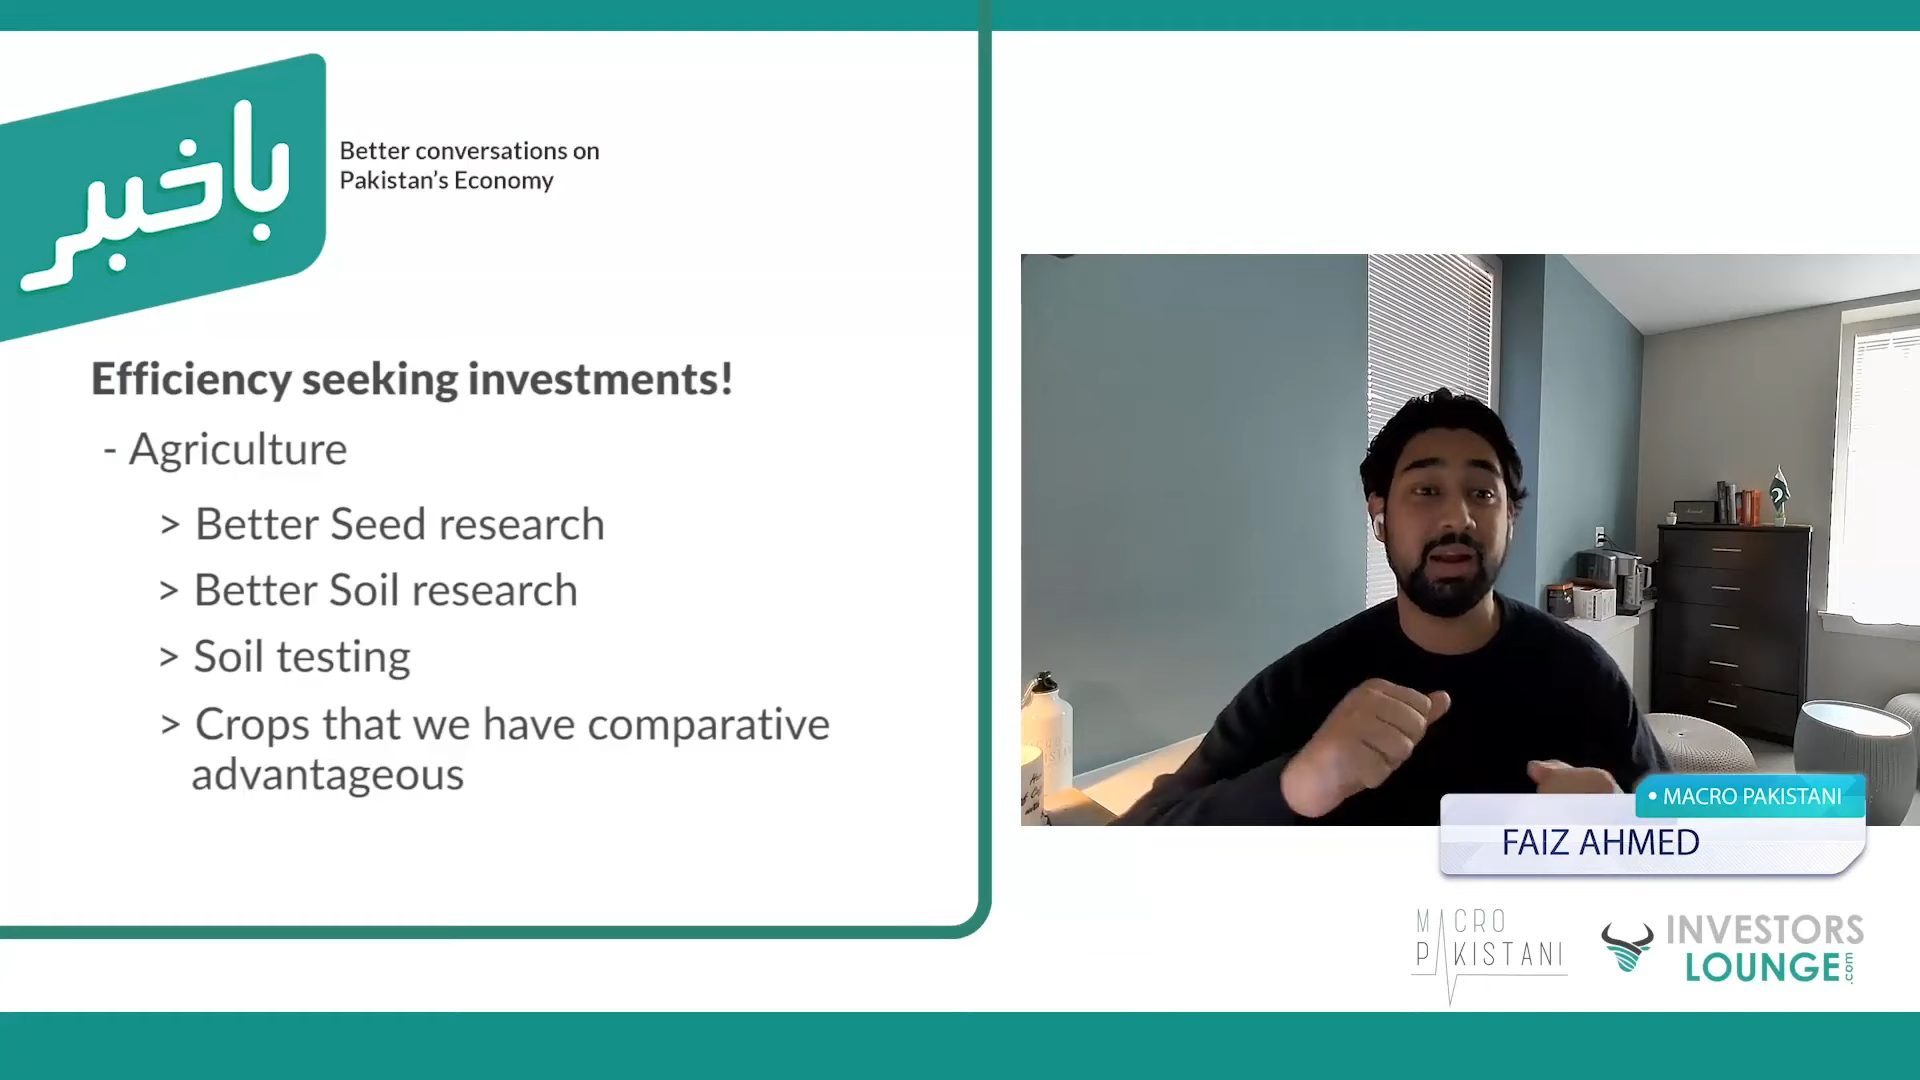 باخبر
Better conversations on
Pakistan's Economy
Efficiency seeking investments!
- Agriculture
> Better Seed research
> Better Soil research
> Soil testing
> Crops that we have comparative
advantageous
• MACRO PAKISTANI
FAIZ AHMED
MACRO
PAKISTANI
INVESTORS
LOUNGE.com